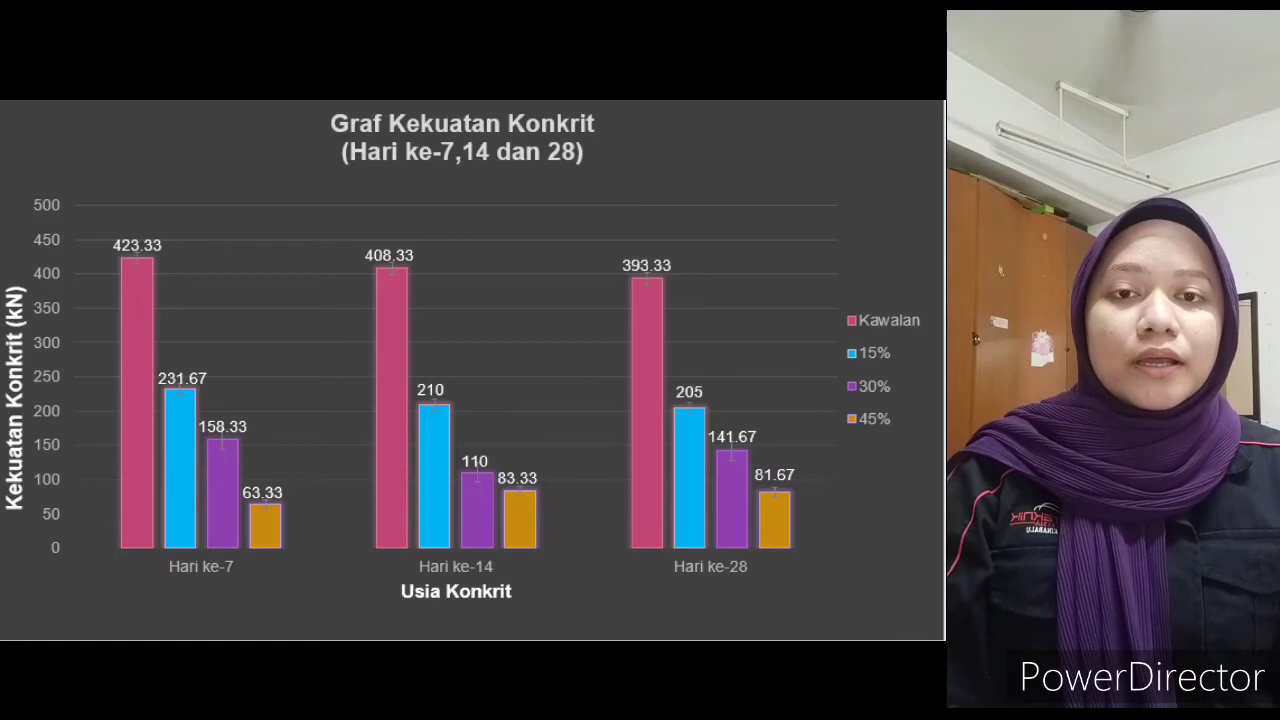 Graf Kekuatan Konkrit
(Hari ke-7,14 dan 28)
Kekuatan Konkrit (kN)
500
450
400
350
300
250
200
150
100
50
0
423.33
231.67
158.33
63.33
408.33
210
110
83.33
393.33
205
141.67
81.67
Hari ke-7
Hari ke-14
Hari ke-28
Usia Konkrit
Kawalan
15%
30%
45%
PowerDirector